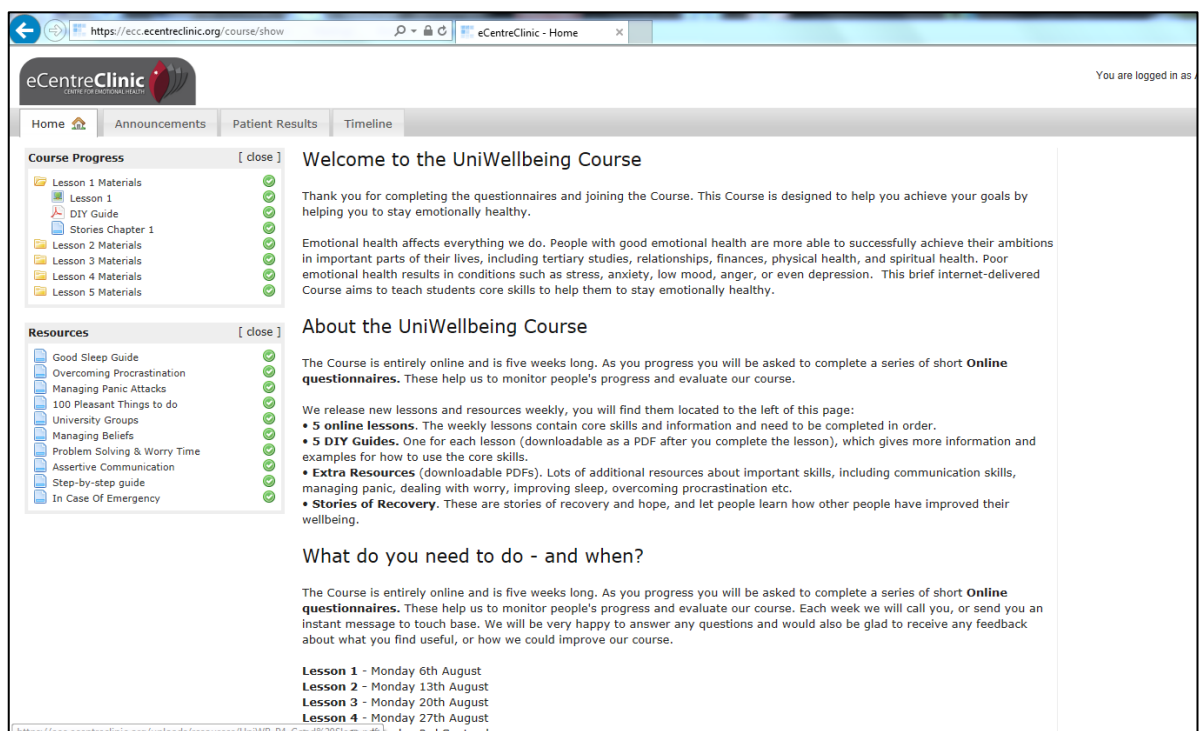 https://ecc.ecentreclinic.org/course/show
eCentreClinic - Home
eCentreClinic
CENTRE FOR EMOTIONAL HEALTH
You are logged in as
Home
Announcements
Patient Results
Timeline
Course Progress [ close ]
Lesson 1 Materials
Lesson 1
DIY Guide
Stories Chapter 1
Lesson 2 Materials
Lesson 3 Materials
Lesson 4 Materials
Lesson 5 Materials
Resources [ close ]
Good Sleep Guide
Overcoming Procrastination
Managing Panic Attacks
100 Pleasant Things to do
University Groups
Managing Beliefs
Problem Solving & Worry Time
Assertive Communication
Step-by-step guide
In Case Of Emergency
Welcome to the UniWellbeing Course
Thank you for completing the questionnaires and joining the Course. This Course is designed to help you achieve your goals by
helping you to stay emotionally healthy.
Emotional health affects everything we do. People with good emotional health are more able to successfully achieve their ambitions
in important parts of their lives, including tertiary studies, relationships, finances, physical health, and spiritual health. Poor
emotional health results in conditions such as stress, anxiety, low mood, anger, or even depression. This brief internet-delivered
Course aims to teach students core skills to help them to stay emotionally healthy.
About the UniWellbeing Course
The Course is entirely online and is five weeks long. As you progress you will be asked to complete a series of short Online
questionnaires. These help us to monitor people's progress and evaluate our course.
We release new lessons and resources weekly, you will find them located to the left of this page:
• 5 online lessons. The weekly lessons contain core skills and information and need to be completed in order.
• 5 DIY Guides. One for each lesson (downloadable as a PDF after you complete the lesson), which gives more information and
examples for how to use the core skills.
• Extra Resources (downloadable PDFs). Lots of additional resources about important skills, including communication skills,
managing panic, dealing with worry, improving sleep, overcoming procrastination etc.
• Stories of Recovery. These are stories of recovery and hope, and let people learn how other people have improved their
wellbeing.
What do you need to do - and when?
The Course is entirely online and is five weeks long. As you progress you will be asked to complete a series of short Online
questionnaires. These help us to monitor people's progress and evaluate our course. Each week we will call you, or send you an
instant message to touch base. We will be very happy to answer any questions and would also be glad to receive any feedback
about what you find useful, or how we could improve our course.
Lesson 1 - Monday 6th August
Lesson 2 - Monday 13th August
Lesson 3 - Monday 20th August
Lesson 4 - Monday 27th August